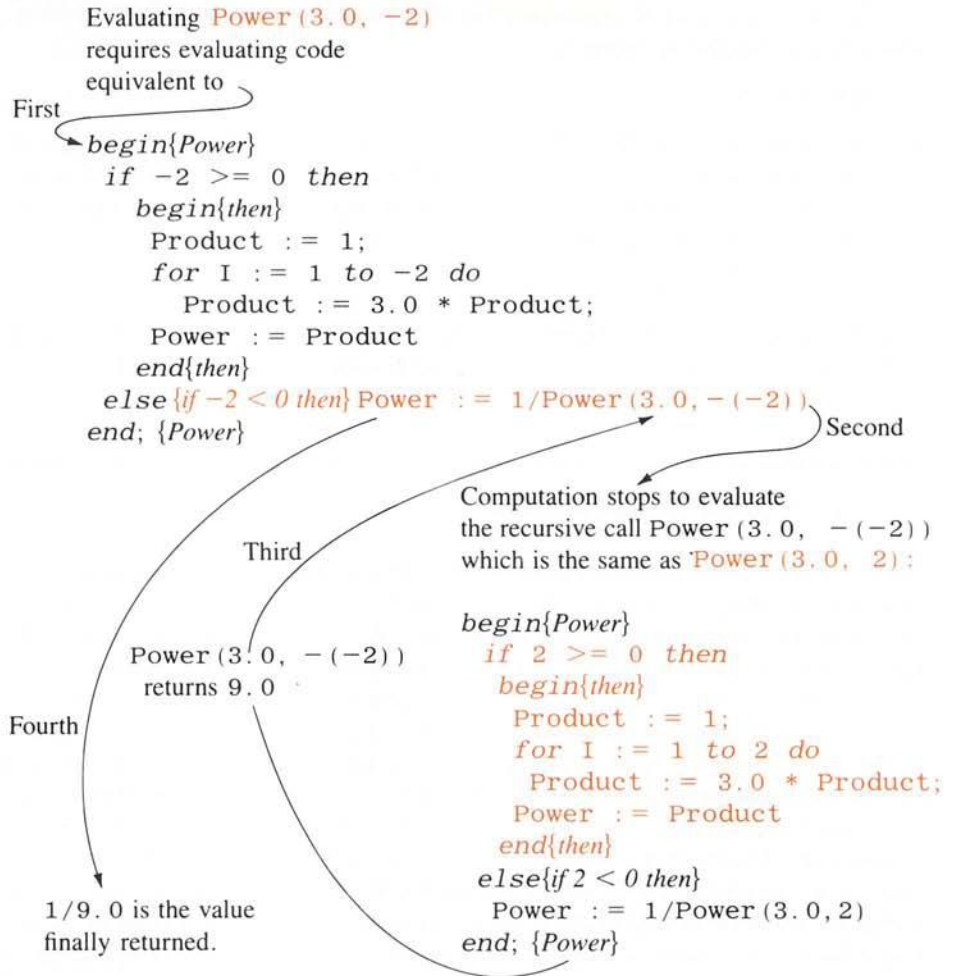 Evaluating Power (3.0, −2)
requires evaluating code
equivalent to
First
begin{Power}
if −2 >= 0 then
begin{then}
Product := 1;
for I := 1 to −2 do
Product := 3.0 * Product;
Power := Product
end{then}
else {if −2 < 0 then} Power := 1/Power (3.0, −(−2))
end; {Power}
Second
Computation stops to evaluate
the recursive call Power (3.0, −(−2))
which is the same as Power (3.0, 2):
Third
begin{Power}
if 2 >= 0 then
begin{then}
Product := 1;
for I := 1 to 2 do
Product := 3.0 * Product;
Power := Product
end{then}
else{if 2 < 0 then}
Power := 1/Power (3.0,2)
end; {Power}
Power (3.0, −(−2))
returns 9.0
Fourth
1/9.0 is the value
finally returned.